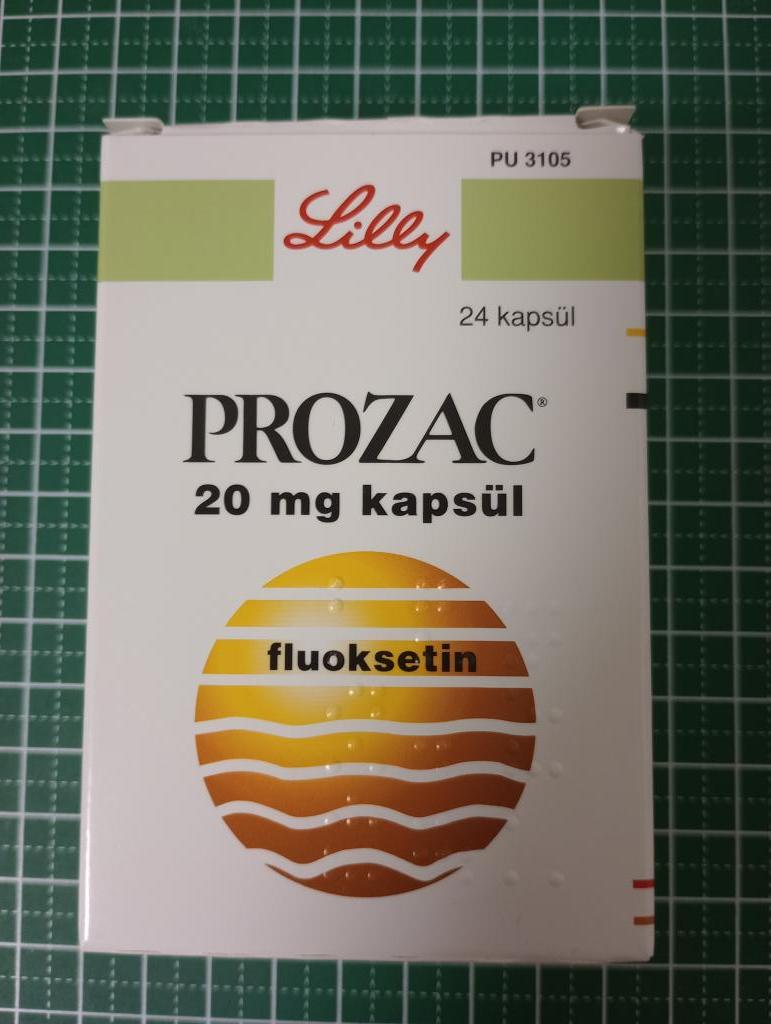 PU 3105
Lilly
24 kapsül
PROZAC®
20 mg kapsül
fluoksetin